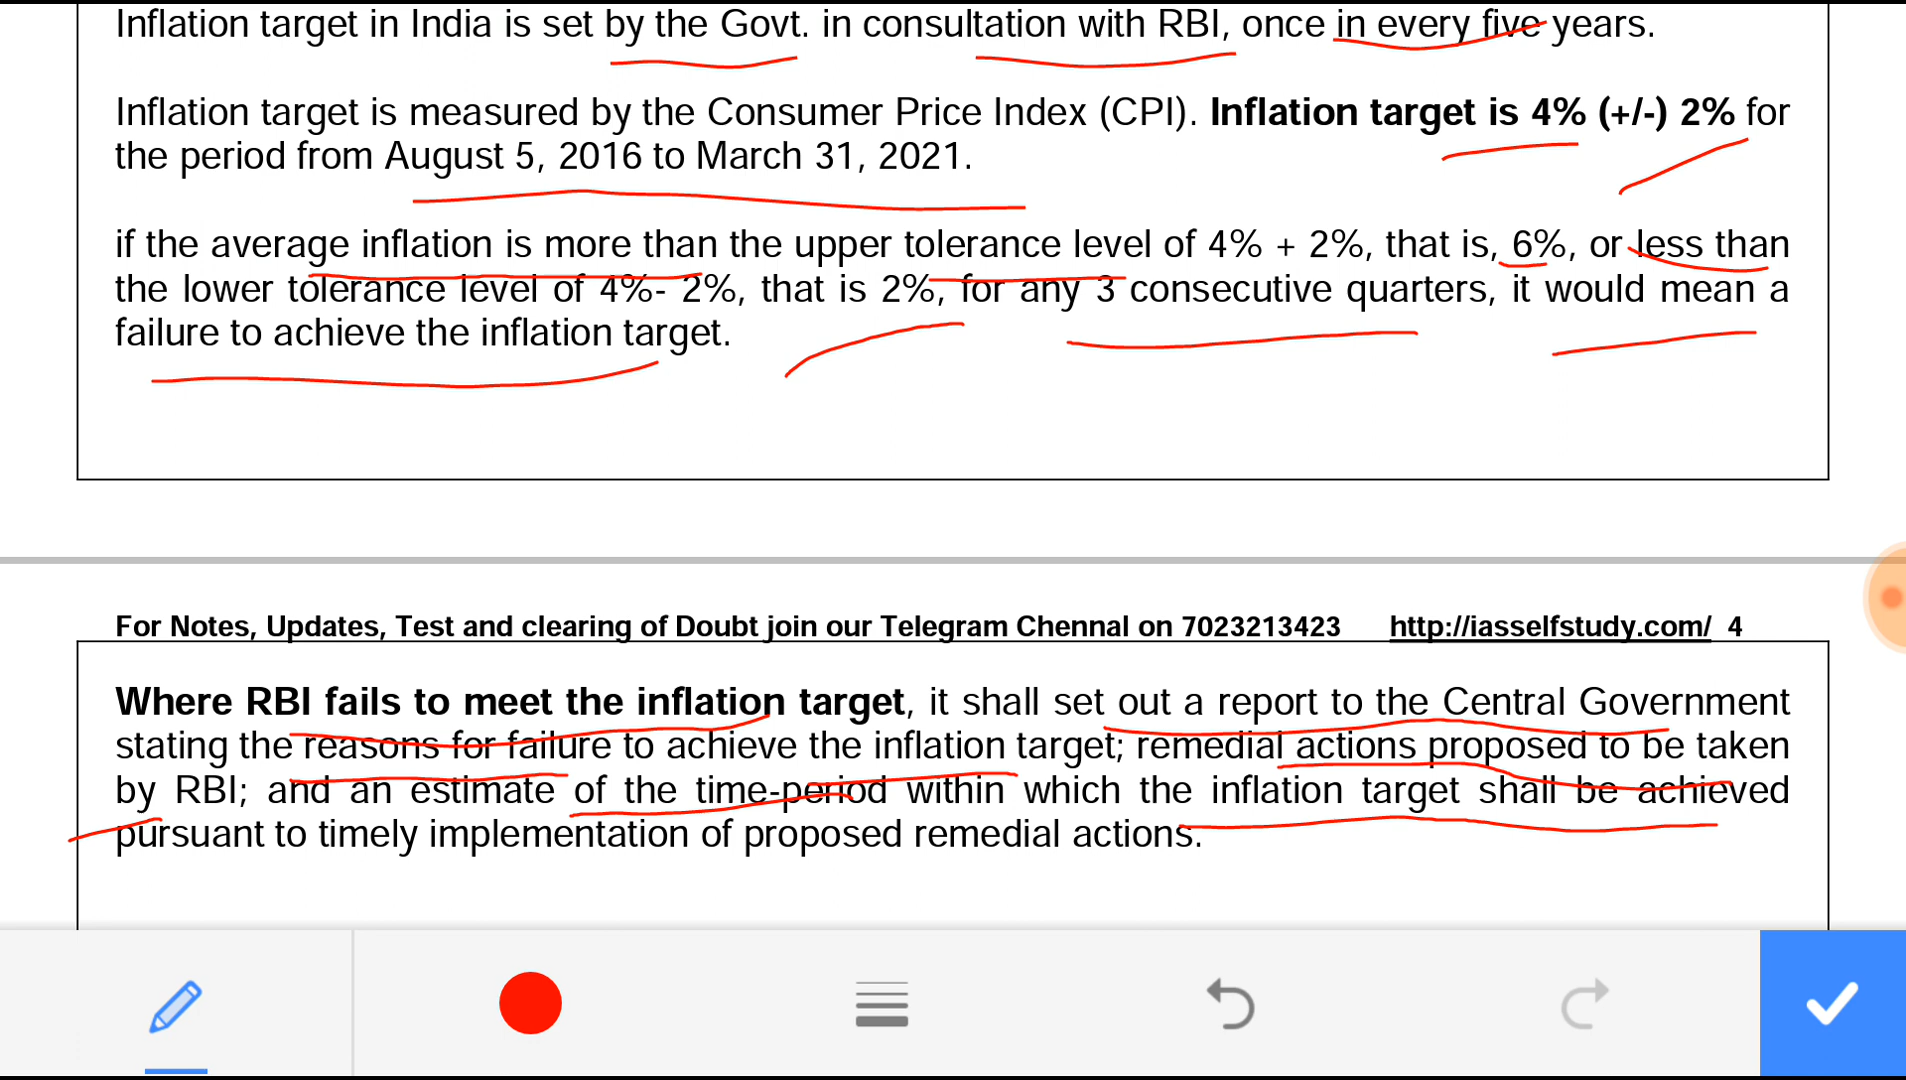 Inflation target in India is set by the Govt. in consultation with RBI, once in every five years.
Inflation target is measured by the Consumer Price Index (CPI). Inflation target is 4% (+/-) 2% for
the period from August 5, 2016 to March 31, 2021.
if the average inflation is more than the upper tolerance level of 4% + 2%, that is, 6%, or less than
the lower tolerance level of 4%- 2%, that is 2%, for any 3 consecutive quarters, it would mean a
failure to achieve the inflation target.
For Notes, Updates, Test and clearing of Doubt join our Telegram Chennal on 7023213423 http://iasselfstudy.com/ 4
Where RBI fails to meet the inflation target, it shall set out a report to the Central Government
stating the reasons for failure to achieve the inflation target; remedial actions proposed to be taken
by RBI; and an estimate of the time-period within which the inflation target shall be achieved
pursuant to timely implementation of proposed remedial actions.